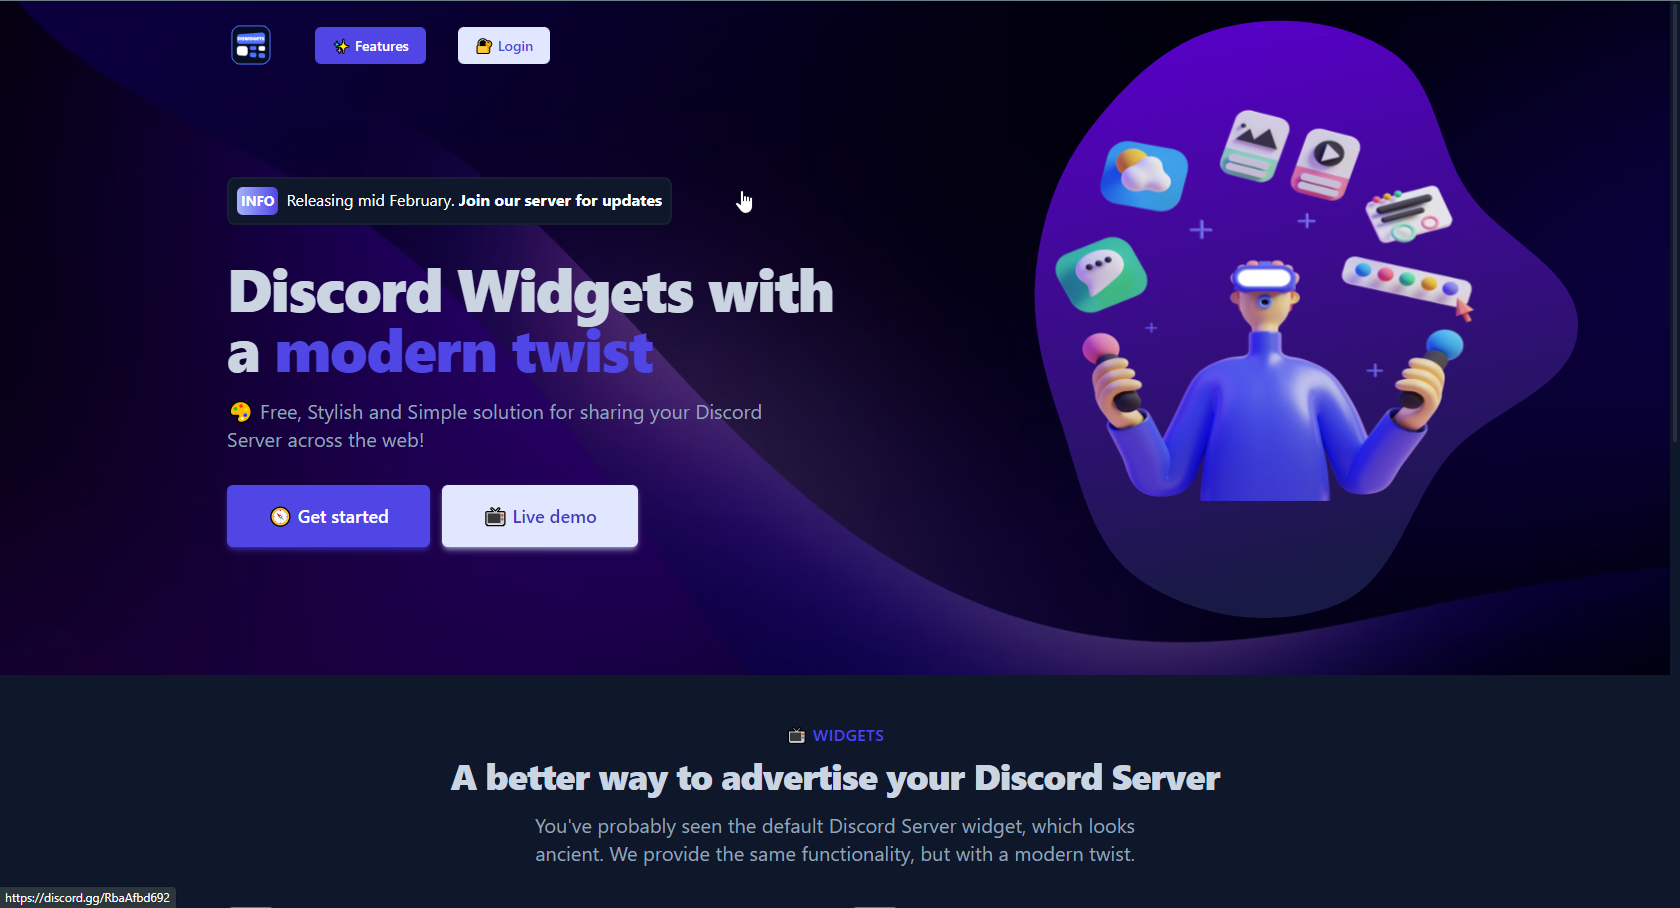 Features
Login
INFO Releasing mid February. Join our server for updates
Discord Widgets with
a modern twist
Free, Stylish and Simple solution for sharing your Discord
Server across the web!
Get started
Live demo
WIDGETS
A better way to advertise your Discord Server
You've probably seen the default Discord Server widget, which looks
ancient. We provide the same functionality, but with a modern twist.
https://discord.gg/RbaAfbd692